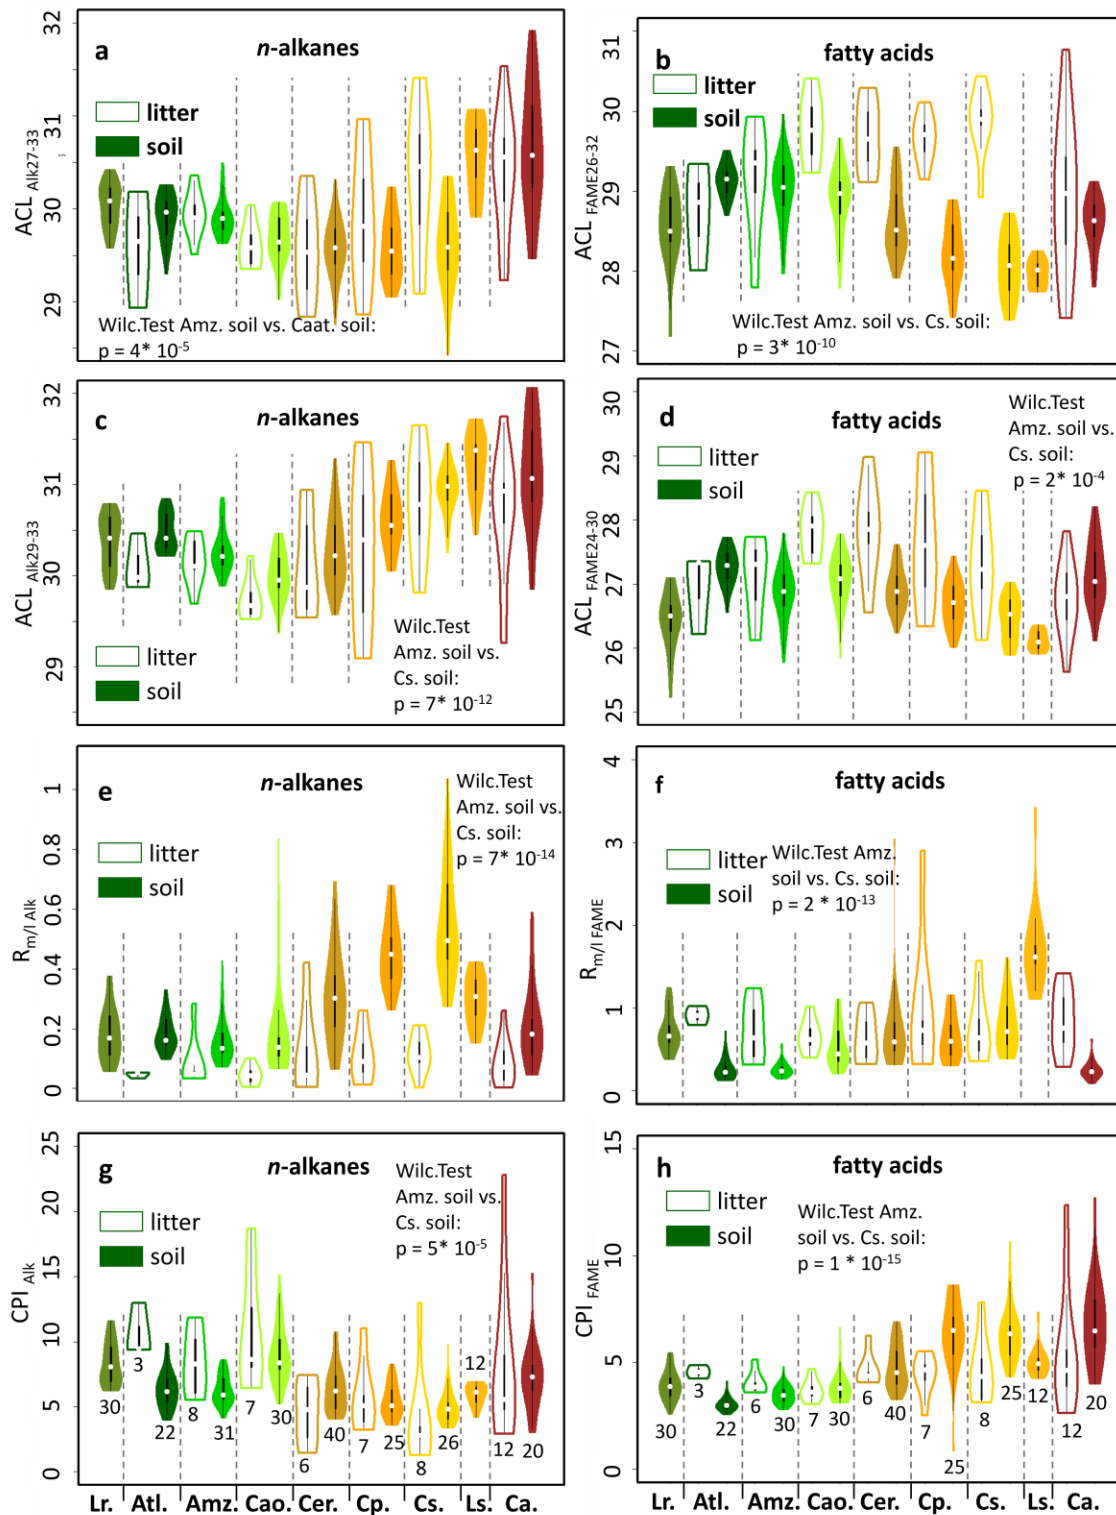 a
n-alkanes
litter
soil
ACL Alk27-33
32
31
30
29
Wilc.Test Amz. soil vs. Caat. soil:
p = 4* 10-5
b
fatty acids
litter
soil
ACL FAME26-32
31
30
29
28
27
Wilc.Test Amz. soil vs. Cs. soil:
p = 3* 10-10
c
n-alkanes
ACL Alk29-33
32
31
30
29
litter
soil
Wilc.Test
Amz. soil vs.
Cs. soil:
p = 7* 10-12
d
fatty acids
litter
soil
ACL FAME24-30
30
29
28
27
26
25
Wilc.Test
Amz. soil vs.
Cs. soil:
p = 2* 10-4
e
n-alkanes
litter
soil
Rm/l Alk
1
0.8
0.6
0.4
0.2
0
Wilc.Test
Amz. soil vs.
Cs. soil:
p = 7* 10-14
f
fatty acids
litter
soil
Rm/l FAME
4
3
2
1
0
Wilc.Test Amz.
soil vs. Cs. soil:
p = 2 * 10-13
g
n-alkanes
litter
soil
CPI Alk
25
20
15
10
5
0
Wilc.Test
Amz. soil vs.
Cs. soil:
p = 5* 10-5
30 3 22 8 31 7 30 6 40 7 25 8 26 12 12 20
Lr. Atl. Amz. Cao. Cer. Cp. Cs. Ls. Ca.
h
fatty acids
litter
soil
CPI FAME
15
10
5
0
Wilc.Test Amz.
soil vs. Cs. soil:
p = 1 * 10-15
30 3 22 6 30 7 30 6 40 7 25 8 25 12 12 20
Lr. Atl. Amz. Cao. Cer. Cp. Cs. Ls. Ca.